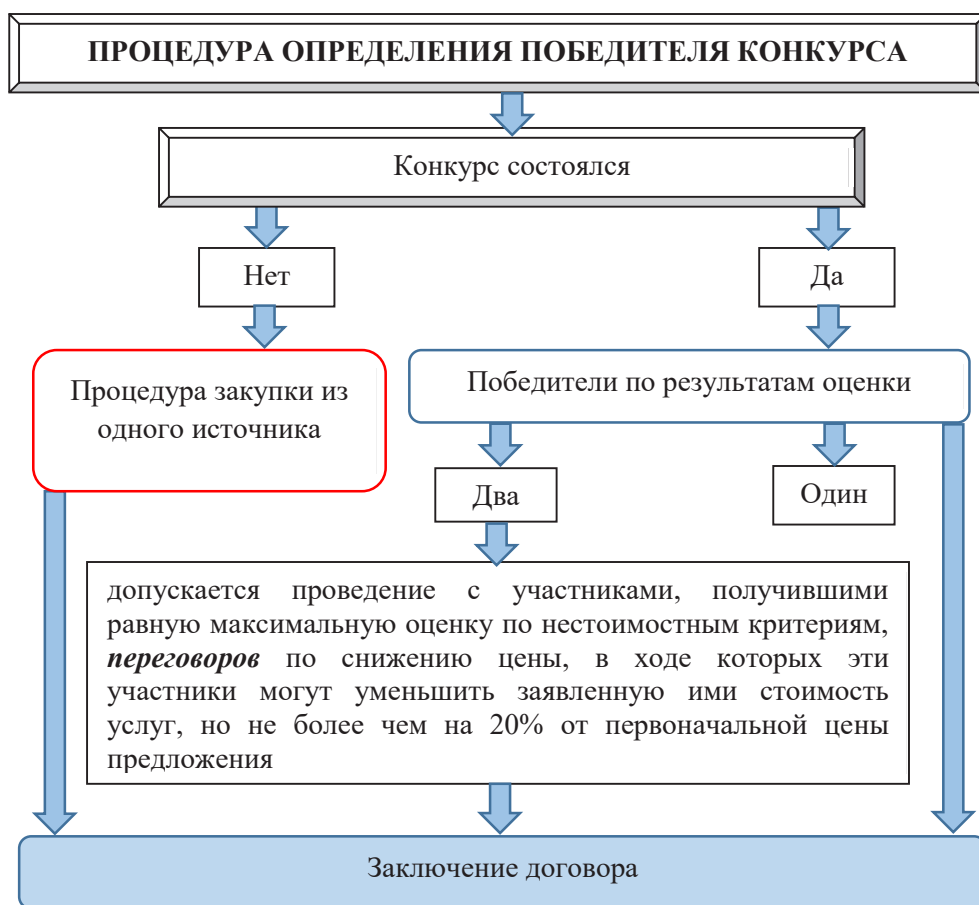 ПРОЦЕДУРА ОПРЕДЕЛЕНИЯ ПОБЕДИТЕЛЯ КОНКУРСА
Конкурс состоялся
Нет
Да
Процедура закупки из
одного источника
Победители по результатам оценки
Два
Один
допускается проведение с участниками, получившими
равную максимальную оценку по нестоимостным критериям,
переговоров по снижению цены, в ходе которых эти
участники могут уменьшить заявленную ими стоимость
услуг, но не более чем на 20% от первоначальной цены
предложения
Заключение договора